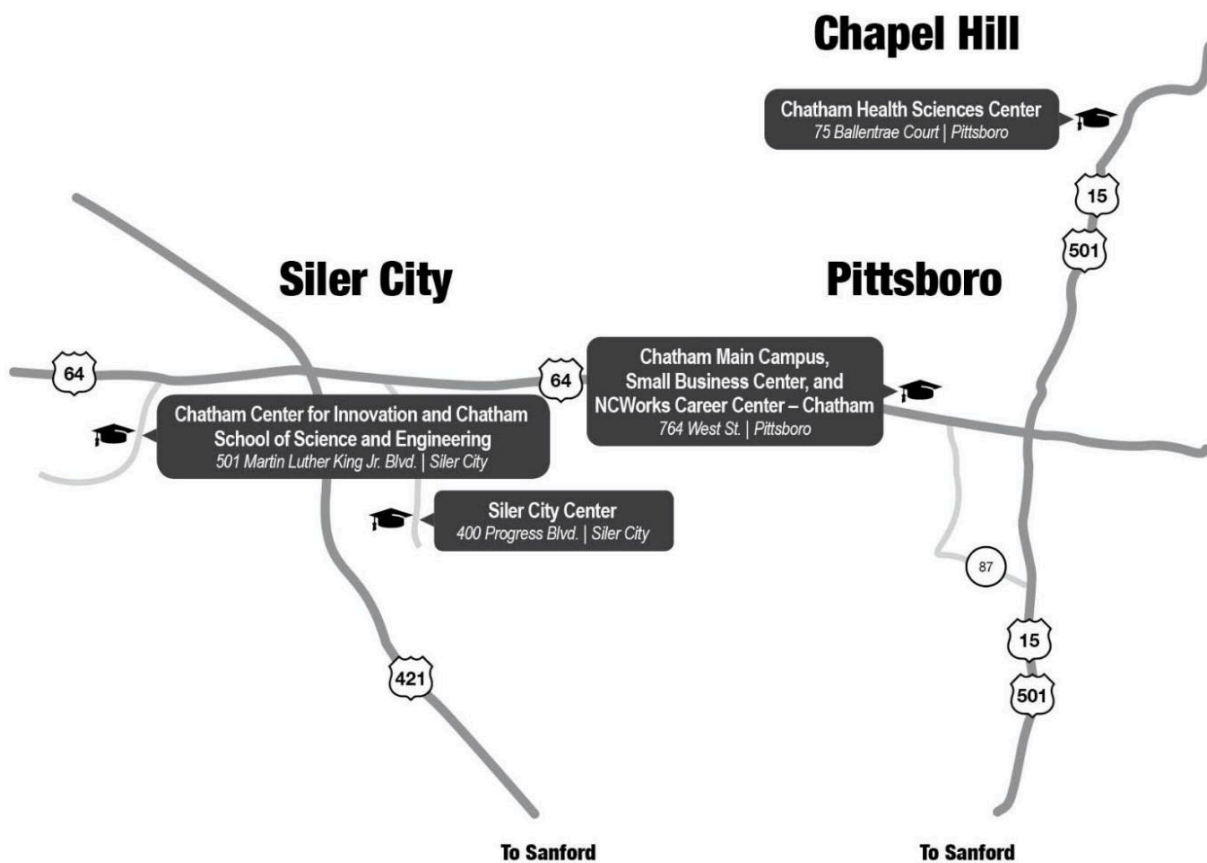 Chapel Hill
Chatham Health Sciences Center
75 Ballentrae Court | Pittsboro
15
501
Siler City
Pittsboro
64
64
Chatham Main Campus,
Small Business Center, and
NCWorks Career Center – Chatham
764 West St. | Pittsboro
Chatham Center for Innovation and Chatham
School of Science and Engineering
501 Martin Luther King Jr. Blvd. | Siler City
Siler City Center
400 Progress Blvd. | Siler City
87
15
421
501
To Sanford
To Sanford